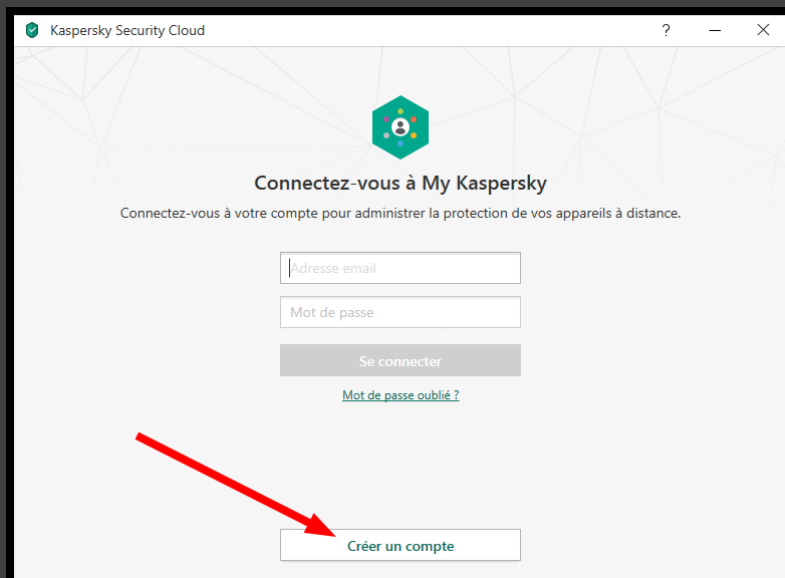 Kaspersky Security Cloud
Connectez-vous à My Kaspersky
Connectez-vous à votre compte pour administrer la protection de vos appareils à distance.
Adresse email
Mot de passe
Se connecter
Mot de passe oublié ?
Créer un compte